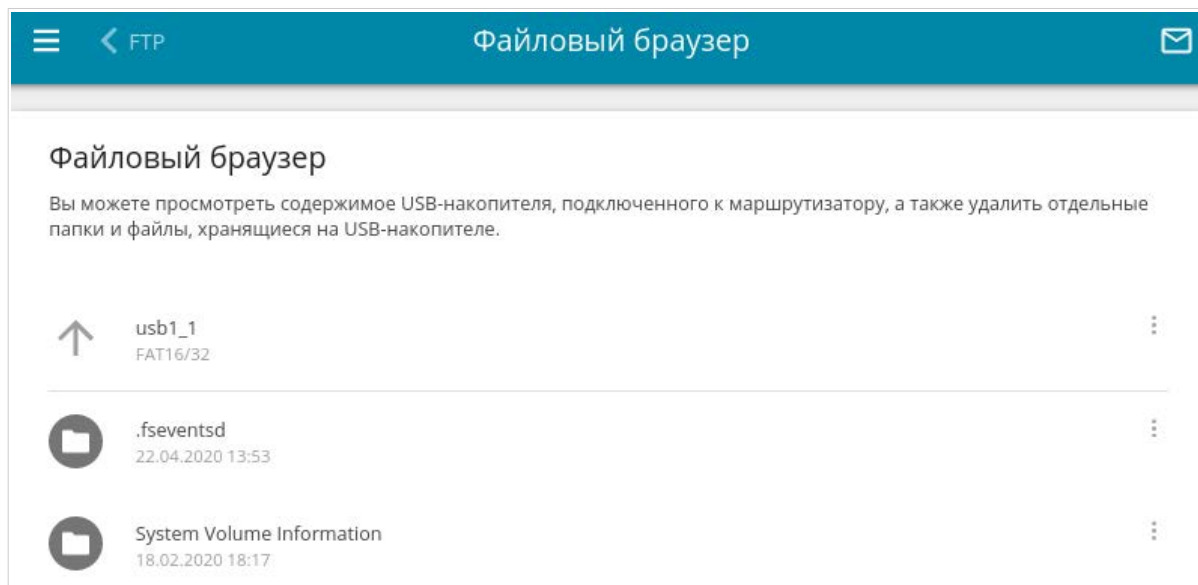 FTP
Файловый браузер
Файловый браузер
Вы можете просмотреть содержимое USB-накопителя, подключенного к маршрутизатору, а также удалить отдельные
папки и файлы, хранящиеся на USB-накопителе.
usb1_1
FAT16/32
.fseventsd
22.04.2020 13:53
System Volume Information
18.02.2020 18:17